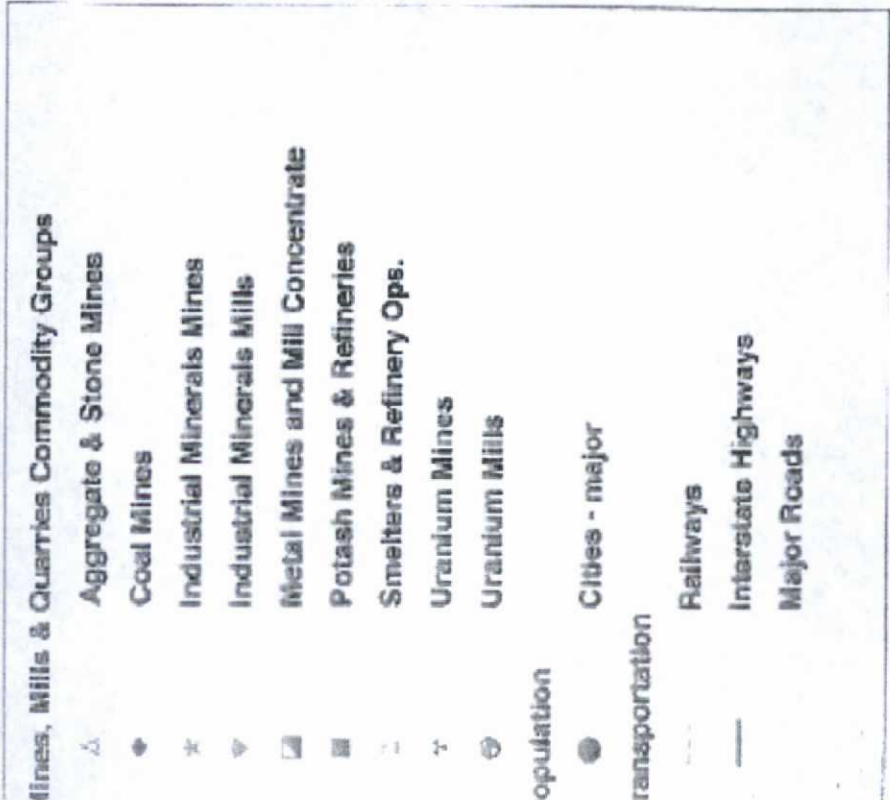 lines, Mills & Quarries Commodity Groups
Aggregate & Stone Mines
Coal Mines
Industrial Minerals Mines
Industrial Minerals Mills
Metal Mines and Mill Concentrate
Potash Mines & Refineries
Smelters & Refinery Ops.
Uranium Mines
Uranium Mills
opulation
Cities - major
ransportation
Railways
Interstate Highways
Major Roads